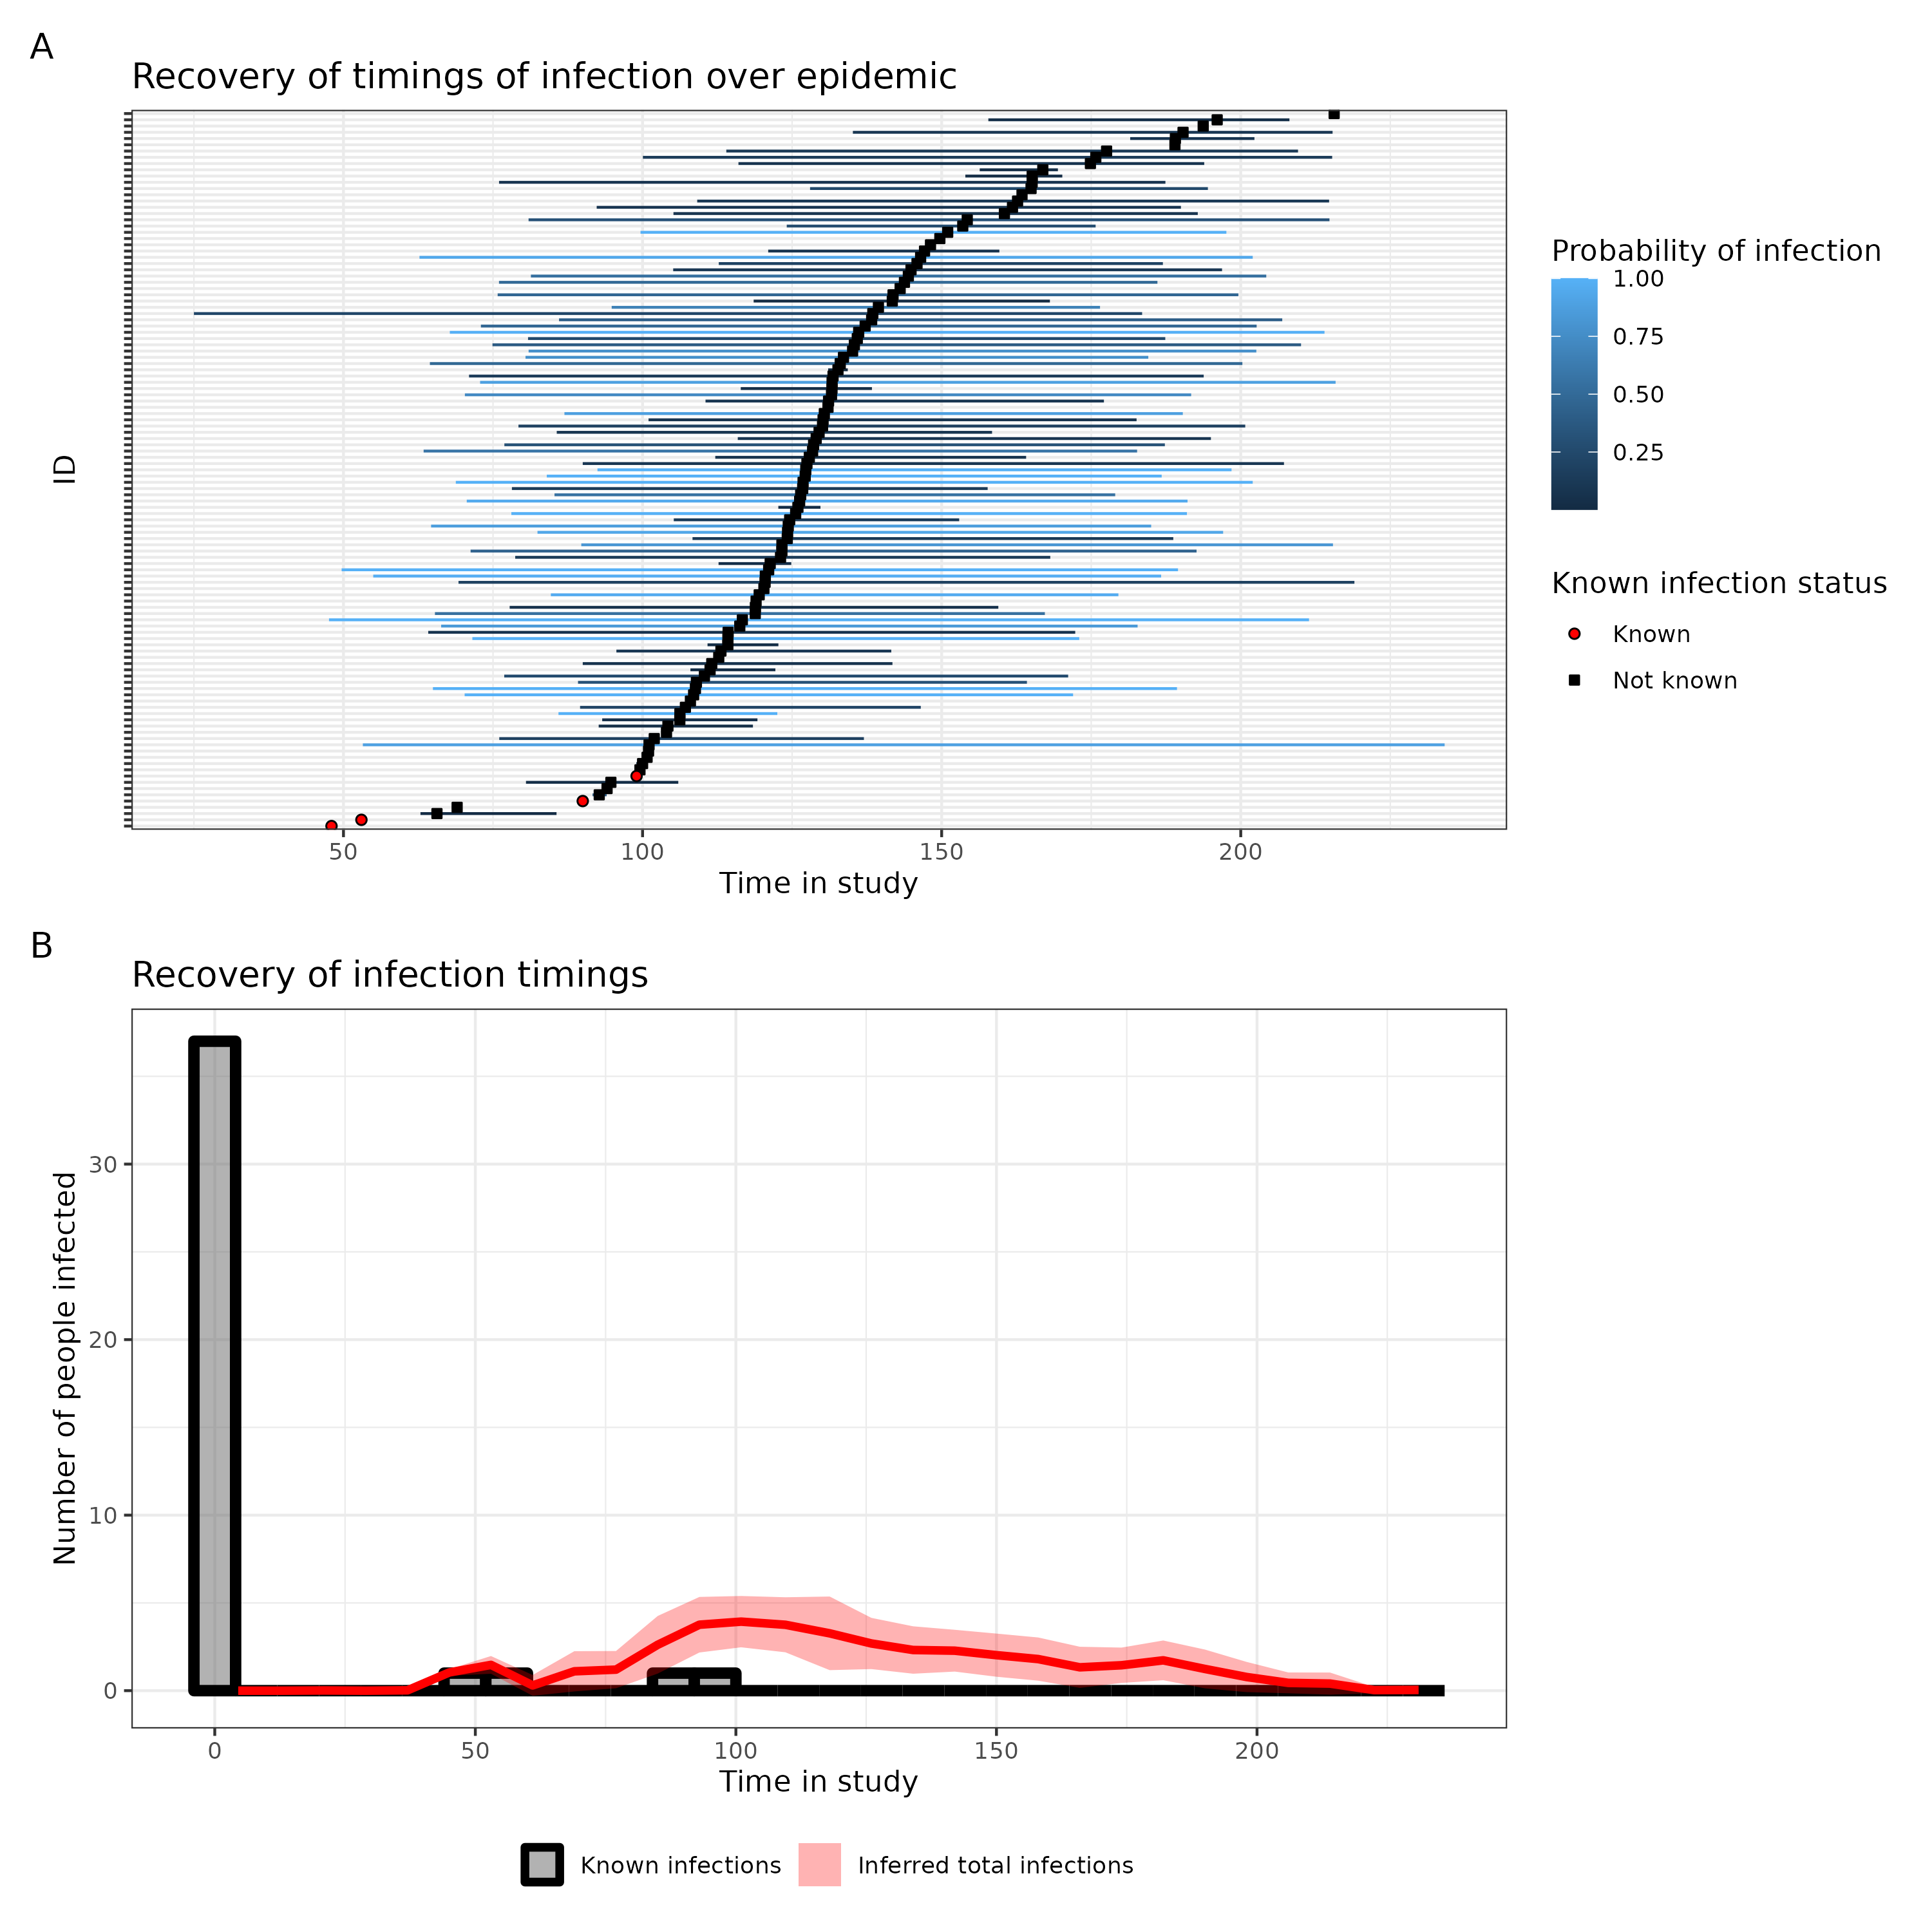 A
Recovery of timings of infection over epidemic
ID
50 100 150 200
Time in study
Probability of infection
1.00
0.75
0.50
0.25
Known infection status
Known
Not known
B
Recovery of infection timings
Number of people infected
30
20
10
0
0 50 100 150 200
Time in study
Known infections Inferred total infections